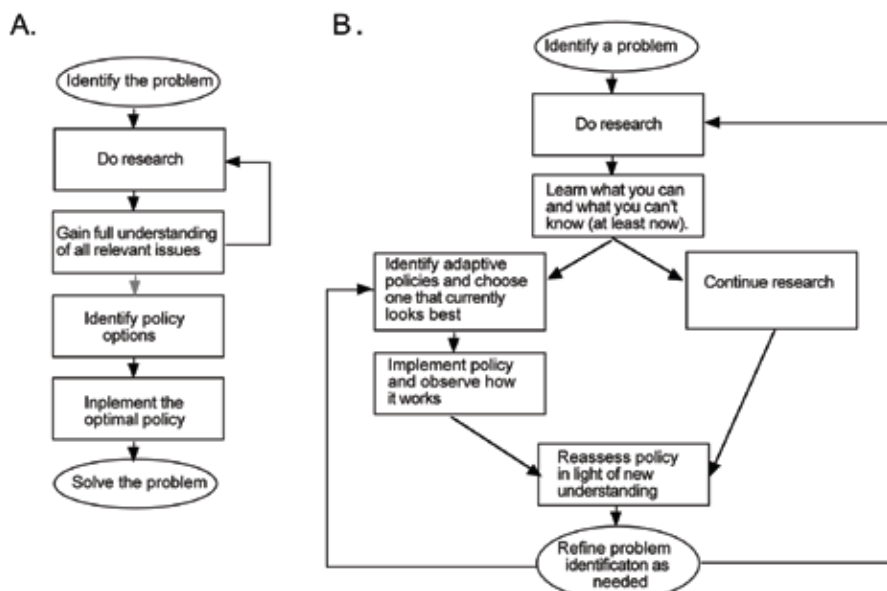 A.
Identify the problem
Do research
Gain full understanding
of all relevant issues
Identify policy
options
Inplement the
optimal policy
Solve the problem
B.
Identify a problem
Do research
Learn what you can
and what you can't
know (at least now).
Identify adaptive
policies and choose
one that currently
looks best
Continue research
Implement policy
and observe how
it works
Reassess policy
in light of new
understanding
Refine problem
identificaton as
needed